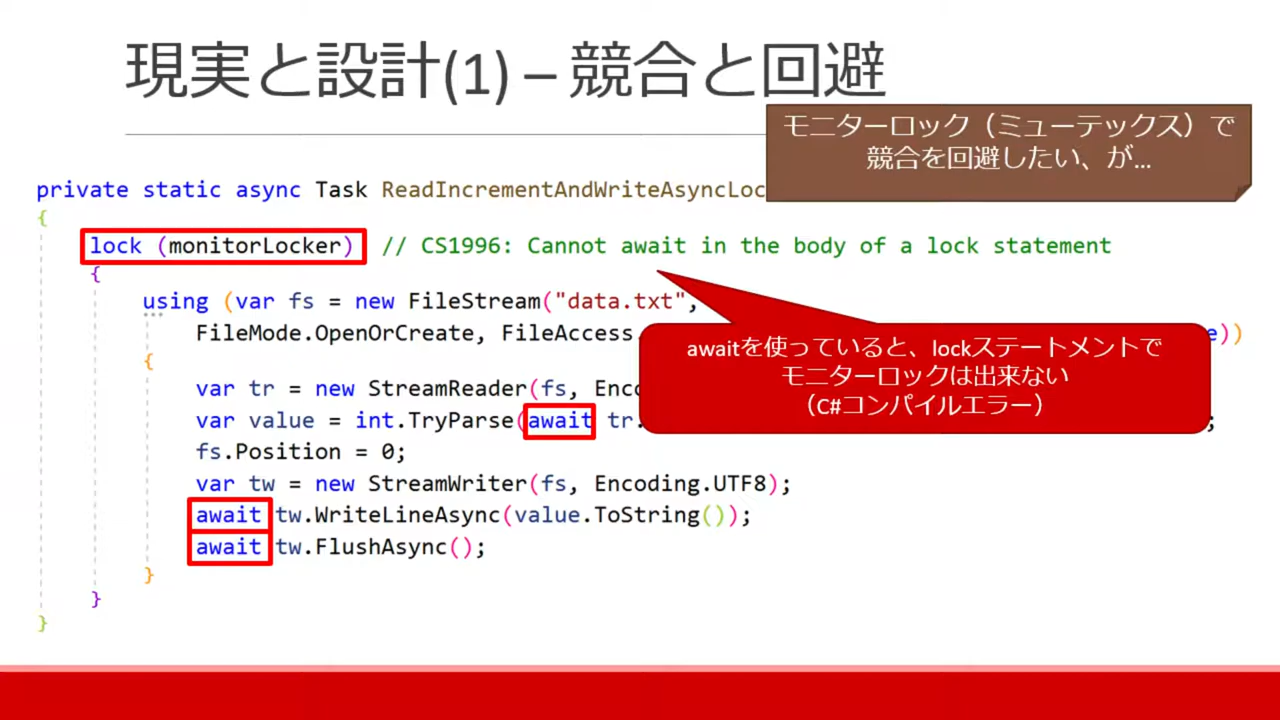 現実と設計(1) – 競合と回避
モニターロック（ミューテックス）で
競合を回避したい、が…
private static async Task ReadIncrementAndWriteAsyncLoc
{
lock (monitorLocker) // CS1996: Cannot await in the body of a lock statement
{
using (var fs = new FileStream("data.txt",
FileMode.OpenOrCreate, FileAccess.
e))
awaitを使っていると、lockステートメントで
モニターロックは出来ない
（C#コンパイルエラー）
{
var tr = new StreamReader(fs, Enco
var value = int.TryParse(await tr.
;
fs.Position = 0;
var tw = new StreamWriter(fs, Encoding.UTF8);
await tw.WriteLineAsync(value.ToString());
await tw.FlushAsync();
}
}
}